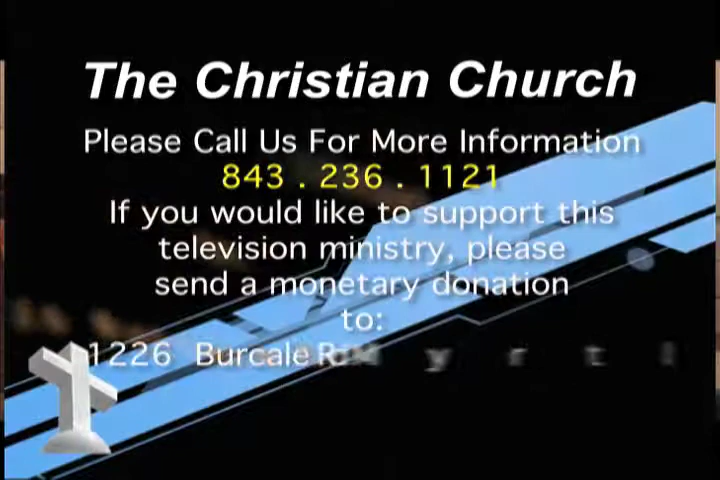 The Christian Church
Please Call Us For More Information
843 . 236 . 1121
If you would like to support this
television ministry, please
send a monetary donation
to:
1226 Burcale